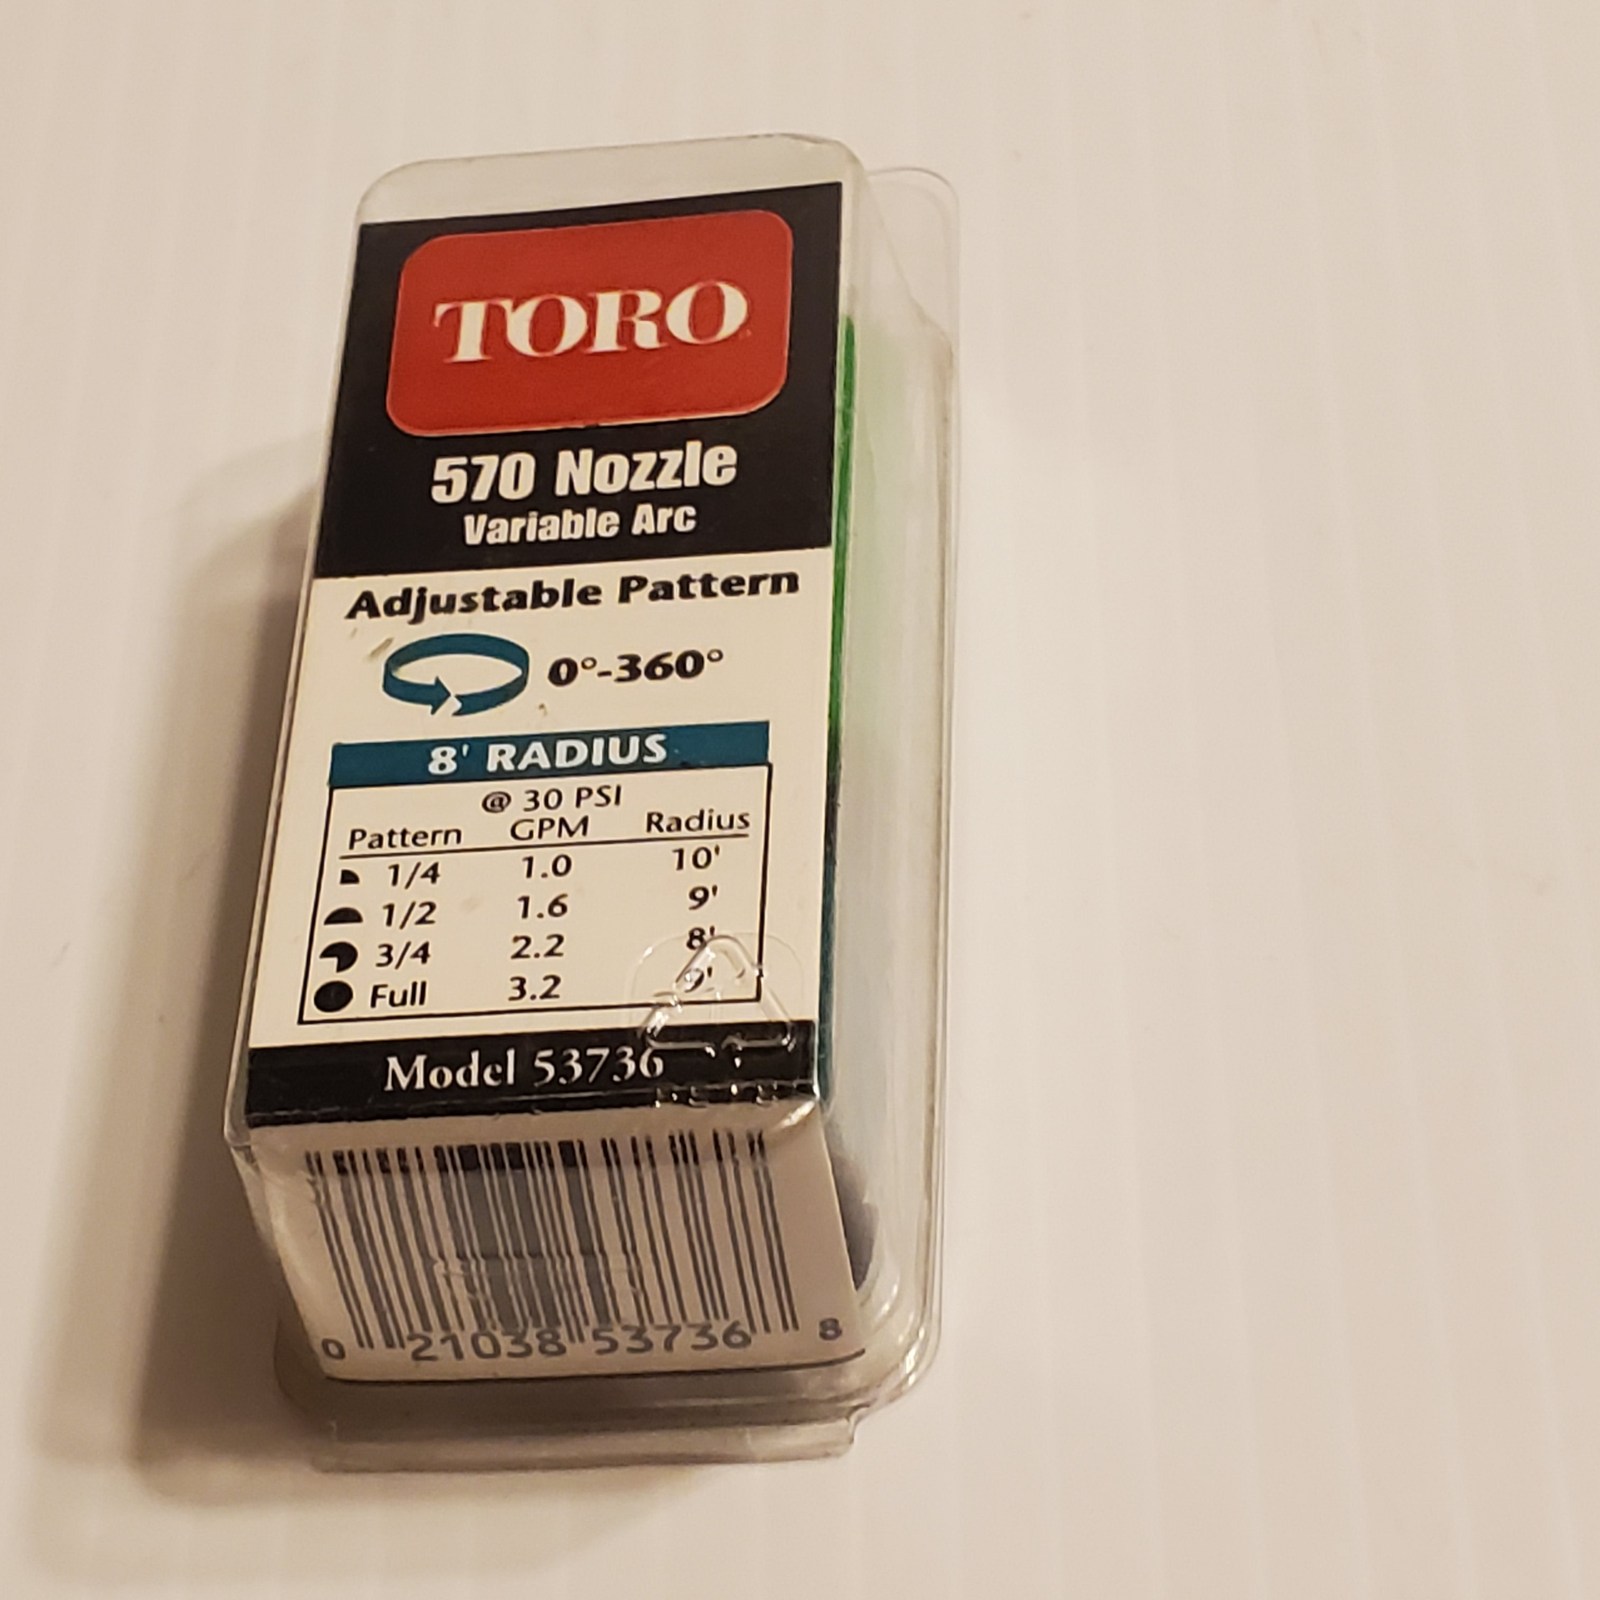 TORO
570 Nozzle
Variable Arc
Adjustable Pattern
0°-360°
8' RADIUS
@ 30 PSI
Pattern GPM Radius
1/4 1.0 10'
1/2 1.6 9'
3/4 2.2 8'
Full 3.2 9'
Model 53736
0 21038 53736 8